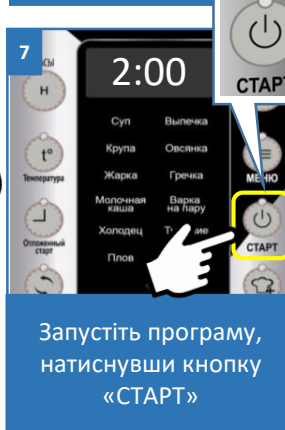 СТАРТ
7
Н
2:00
Суп Выпечка
t°
Крупа Овсянка
Температура
МЕНЮ
Жарка Гречка
Молочная каша
Варка на пару
Отложенный старт
СТАРТ
Холодец
Плов
Запустіть програму,
натиснувши кнопку
«СТАРТ»